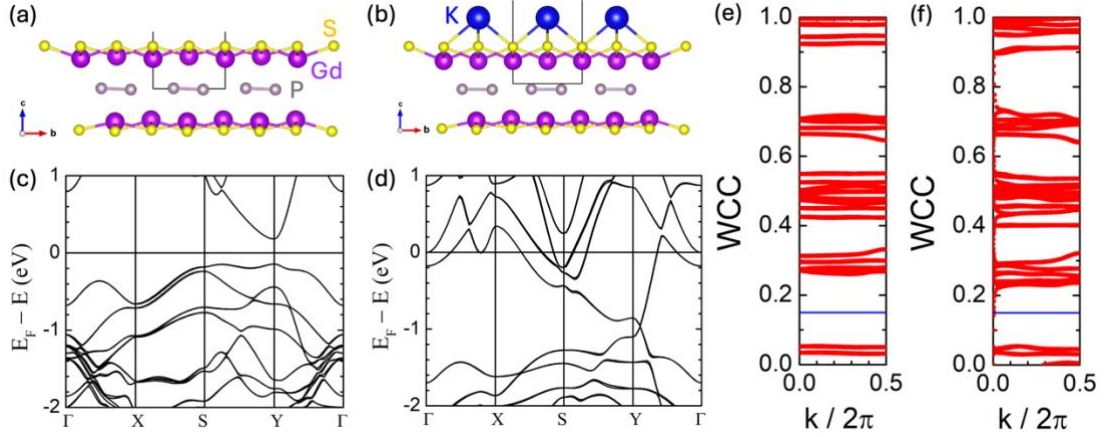 (a)
S
Gd
P
c
b
(b)
K
c
b
(e)
1.0
0.8
0.6
0.4
0.2
0.0
WCC
0.0
0.5
k / 2π
(f)
1.0
0.8
0.6
0.4
0.2
0.0
WCC
0.0
0.5
k / 2π
(c)
1
0
-1
-2
E_F − E (eV)
Γ X S Y Γ
(d)
1
0
-1
-2
E_F − E (eV)
Γ X S Y Γ